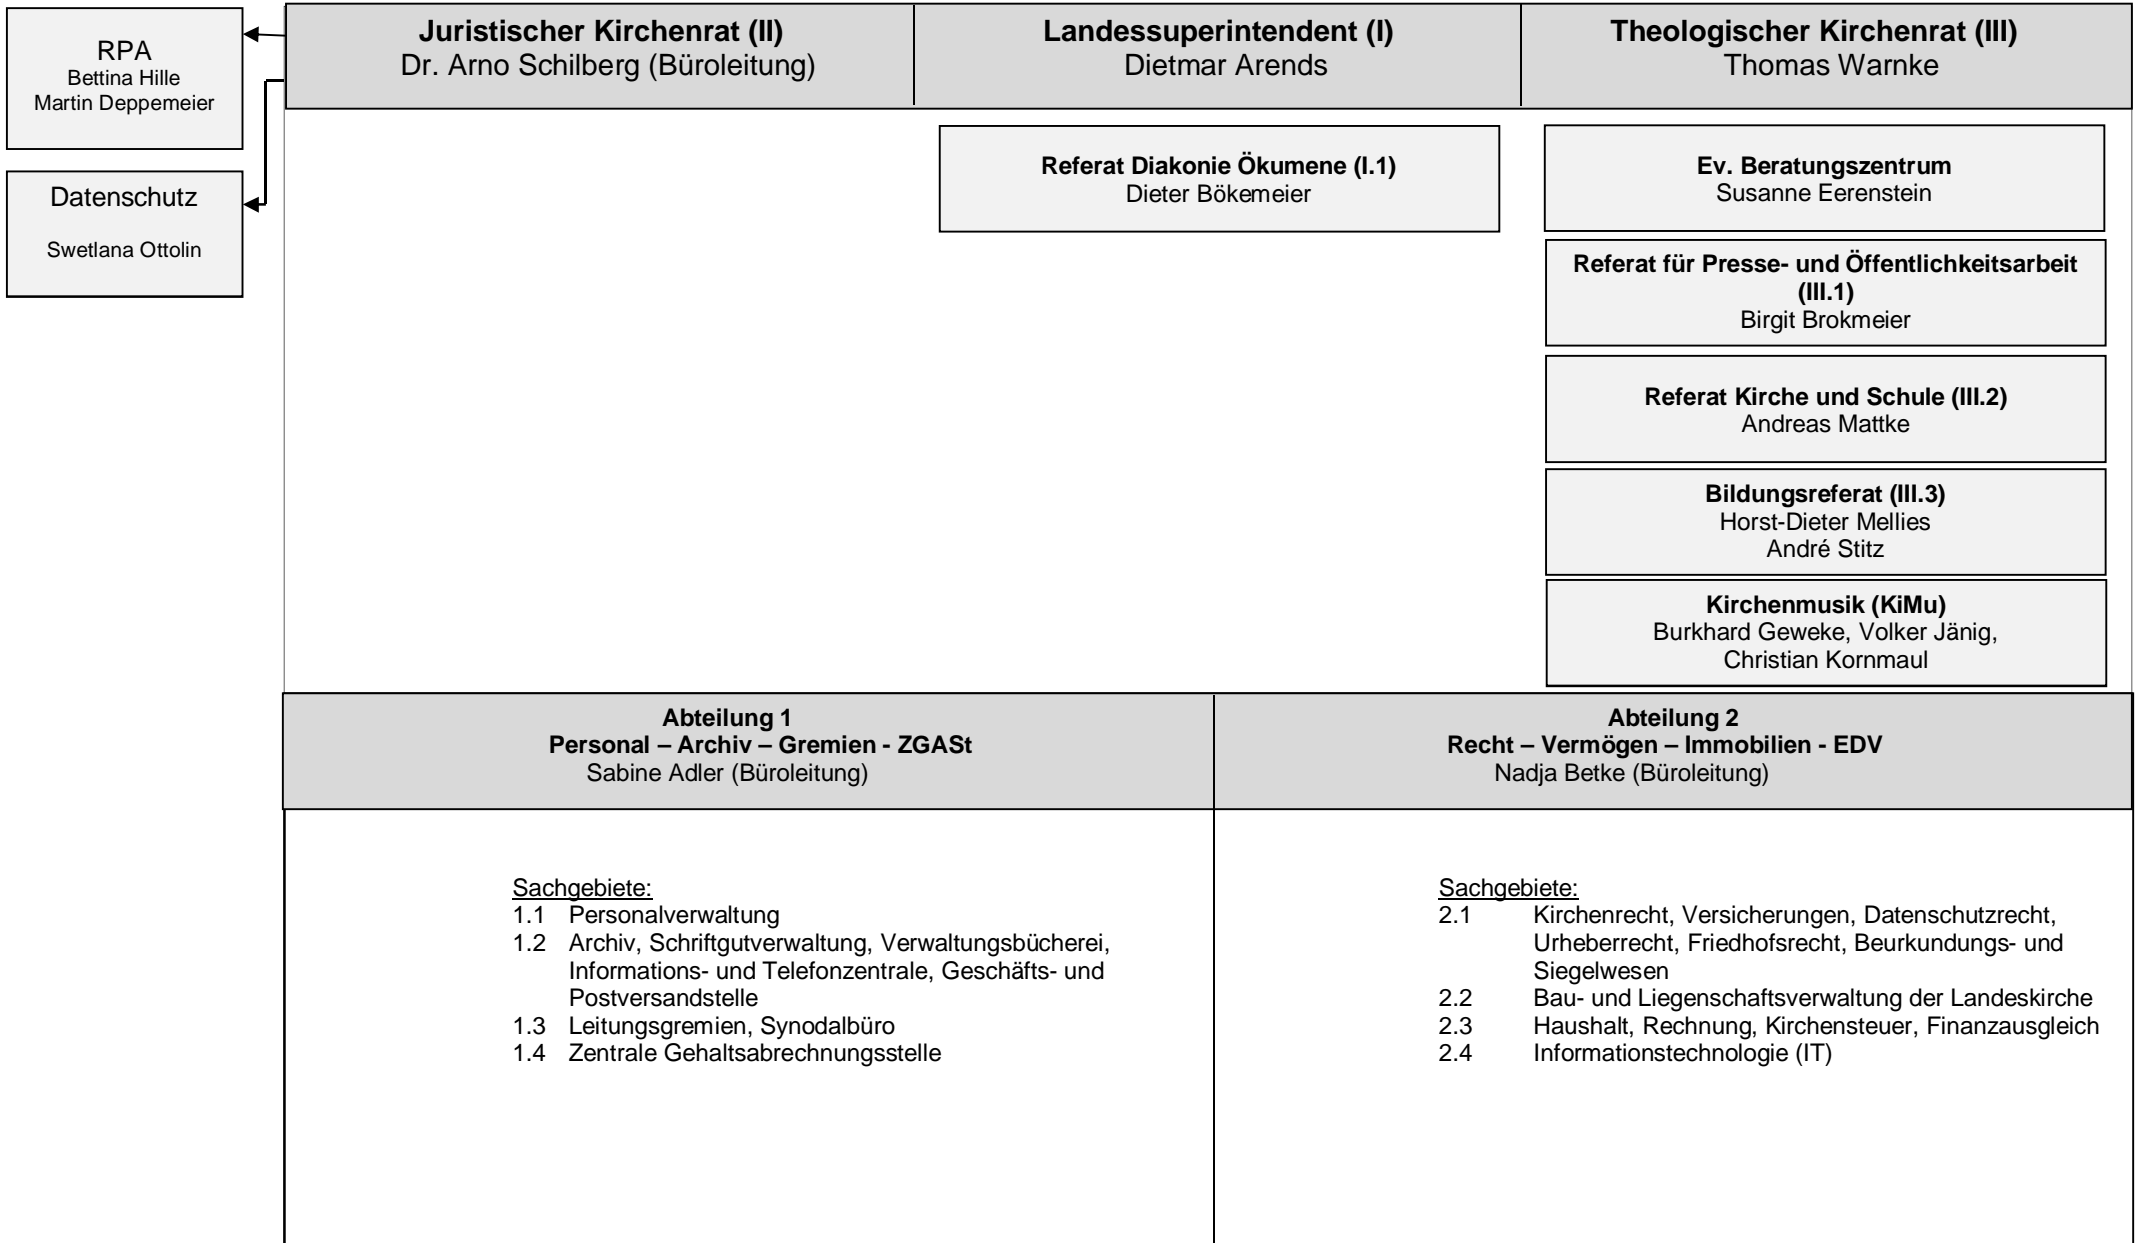 RPA
Bettina Hille
Martin Deppemeier
Datenschutz
Swetlana Ottolin
Juristischer Kirchenrat (II)
Dr. Arno Schilberg (Büroleitung)
Landessuperintendent (I)
Dietmar Arends
Theologischer Kirchenrat (III)
Thomas Warnke
Referat Diakonie Ökumene (I.1)
Dieter Bökemeier
Ev. Beratungszentrum
Susanne Eerenstein
Referat für Presse- und Öffentlichkeitsarbeit
(III.1)
Birgit Brokmeier
Referat Kirche und Schule (III.2)
Andreas Mattke
Bildungsreferat (III.3)
Horst-Dieter Mellies
André Stitz
Kirchenmusik (KiMu)
Burkhard Geweke, Volker Jänig,
Christian Kornmaul
Abteilung 1
Personal – Archiv – Gremien - ZGASt
Sabine Adler (Büroleitung)
Abteilung 2
Recht – Vermögen – Immobilien - EDV
Nadja Betke (Büroleitung)
Sachgebiete:
1.1 Personalverwaltung
1.2 Archiv, Schriftgutverwaltung, Verwaltungsbücherei,
Informations- und Telefonzentrale, Geschäfts- und
Postversandstelle
1.3 Leitungsgremien, Synodalbüro
1.4 Zentrale Gehaltsabrechnungsstelle
Sachgebiete:
2.1 Kirchenrecht, Versicherungen, Datenschutzrecht,
Urheberrecht, Friedhofsrecht, Beurkundungs- und
Siegelwesen
2.2 Bau- und Liegenschaftsverwaltung der Landeskirche
2.3 Haushalt, Rechnung, Kirchensteuer, Finanzausgleich
2.4 Informationstechnologie (IT)